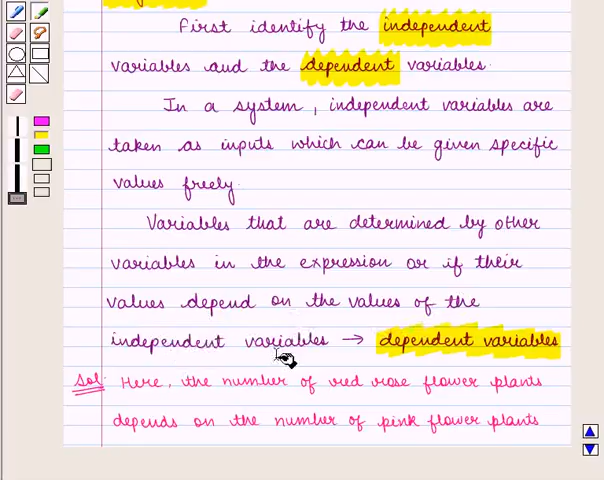 First identify the independent
variables and the dependent variables.
In a system, independent variables are
taken as inputs which can be given specific
values freely.
Variables that are determined by other
variables in the expression or if their
values depend on the values of the
independent variables → dependent variables
Sol: Here, the number of red rose flower plants
depends on the number of pink flower plants